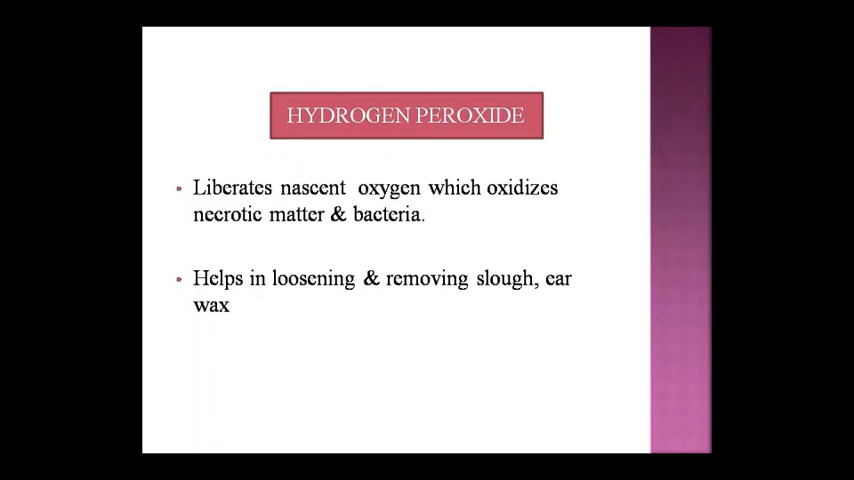 HYDROGEN PEROXIDE
Liberates nascent oxygen which oxidizes
necrotic matter & bacteria.
Helps in loosening & removing slough, ear
wax